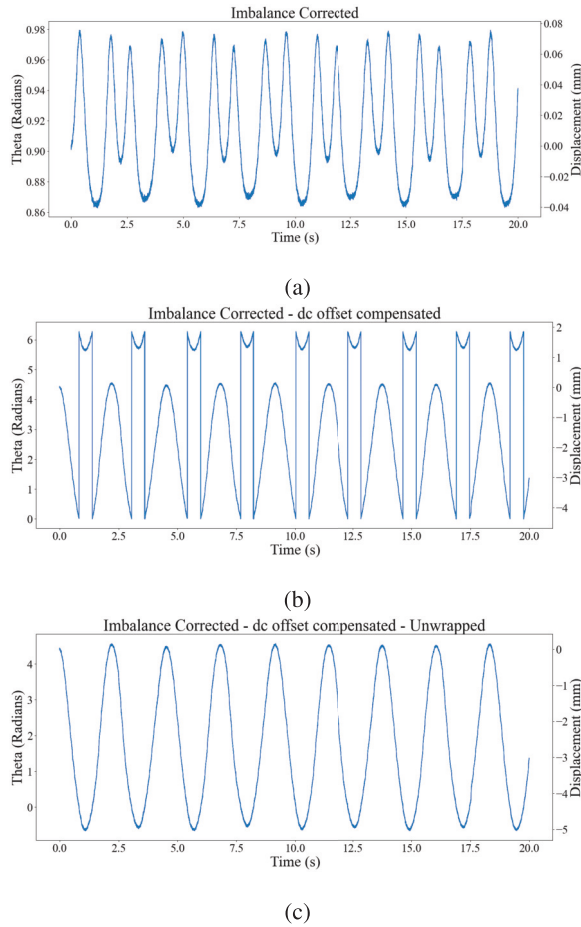 Imbalance Corrected
0.98
0.96
0.94
0.92
0.90
0.88
0.86
Theta (Radians)
0.08
0.06
0.04
0.02
0.00
−0.02
−0.04
Displacement (mm)
0.0 2.5 5.0 7.5 10.0 12.5 15.0 17.5 20.0
Time (s)
(a)
Imbalance Corrected - dc offset compensated
6
5
4
3
2
1
0
Theta (Radians)
2
1
0
−1
−2
−3
−4
Displacement (mm)
0.0 2.5 5.0 7.5 10.0 12.5 15.0 17.5 20.0
Time (s)
(b)
Imbalance Corrected - dc offset compensated - Unwrapped
4
3
2
1
0
Theta (Radians)
0
−1
−2
−3
−4
−5
Displacement (mm)
0.0 2.5 5.0 7.5 10.0 12.5 15.0 17.5 20.0
Time (s)
(c)